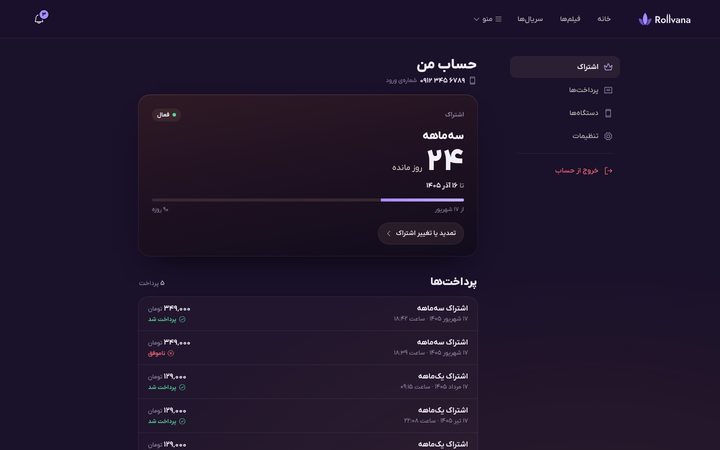 Rollvana
خانه
فیلم‌ها
سریال‌ها
منو
۳
اشتراک
پرداخت‌ها
دستگاه‌ها
تنظیمات
خروج از حساب
حساب من
۰۹۱۲ ۳۴۵ ۶۷۸۹ شماره‌ی ورود
اشتراک
فعال
سه‌ماهه
۲۴ روز مانده
تا ۱۶ آذر ۱۴۰۵
از ۱۷ شهریور
۹۰ روزه
تمدید یا تغییر اشتراک
پرداخت‌ها
۵ پرداخت
اشتراک سه‌ماهه
۳۴۹,۰۰۰ تومان
۱۷ شهریور ۱۴۰۵ · ساعت ۱۸:۴۲
پرداخت شد
اشتراک سه‌ماهه
۳۴۹,۰۰۰ تومان
۱۷ شهریور ۱۴۰۵ · ساعت ۱۸:۳۹
ناموفق
اشتراک یک‌ماهه
۱۲۹,۰۰۰ تومان
۱۷ مرداد ۱۴۰۵ · ساعت ۰۹:۱۵
پرداخت شد
اشتراک یک‌ماهه
۱۲۹,۰۰۰ تومان
۱۷ تیر ۱۴۰۵ · ساعت ۲۲:۰۸
پرداخت شد
اشتراک یک‌ماهه
۱۲۹,۰۰۰ تومان